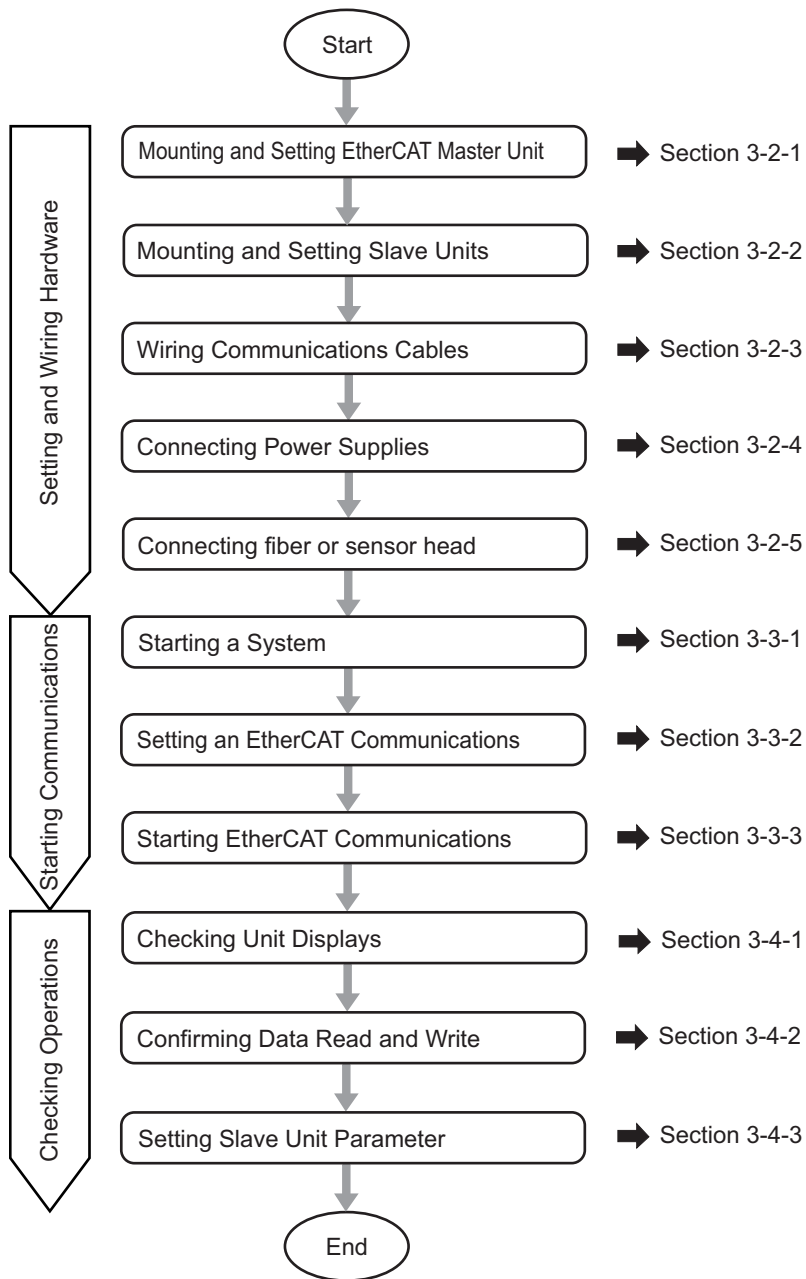 Start
Setting and Wiring Hardware
Mounting and Setting EtherCAT Master Unit
Section 3-2-1
Mounting and Setting Slave Units
Section 3-2-2
Wiring Communications Cables
Section 3-2-3
Connecting Power Supplies
Section 3-2-4
Connecting fiber or sensor head
Section 3-2-5
Starting Communications
Starting a System
Section 3-3-1
Setting an EtherCAT Communications
Section 3-3-2
Starting EtherCAT Communications
Section 3-3-3
Checking Operations
Checking Unit Displays
Section 3-4-1
Confirming Data Read and Write
Section 3-4-2
Setting Slave Unit Parameter
Section 3-4-3
End